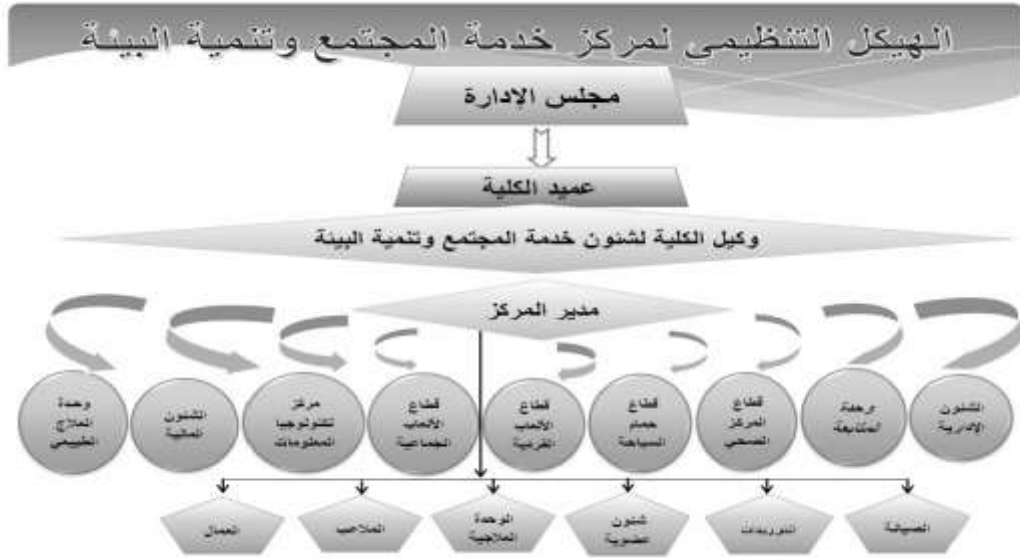 الهيكل التنظيمي لمركز خدمة المجتمع وتنمية البيئة
مجلس الإدارة
عميد الكلية
وكيل الكلية لشئون خدمة المجتمع وتنمية البيئة
مدير المركز
الشئون
الإدارية
وحدة
المتابعة
قطاع
المركز
الصحي
قطاع
حمام
السباحة
قطاع
الألعاب
الفردية
قطاع
الألعاب
الجماعية
مركز
تكنولوجيا
المعلومات
الشئون
المالية
وحدة
العلاج
الطبيعي
الصيانة
التوريدات
شئون
عضوية
الوحدة
العلاجية
الملاعب
العمال